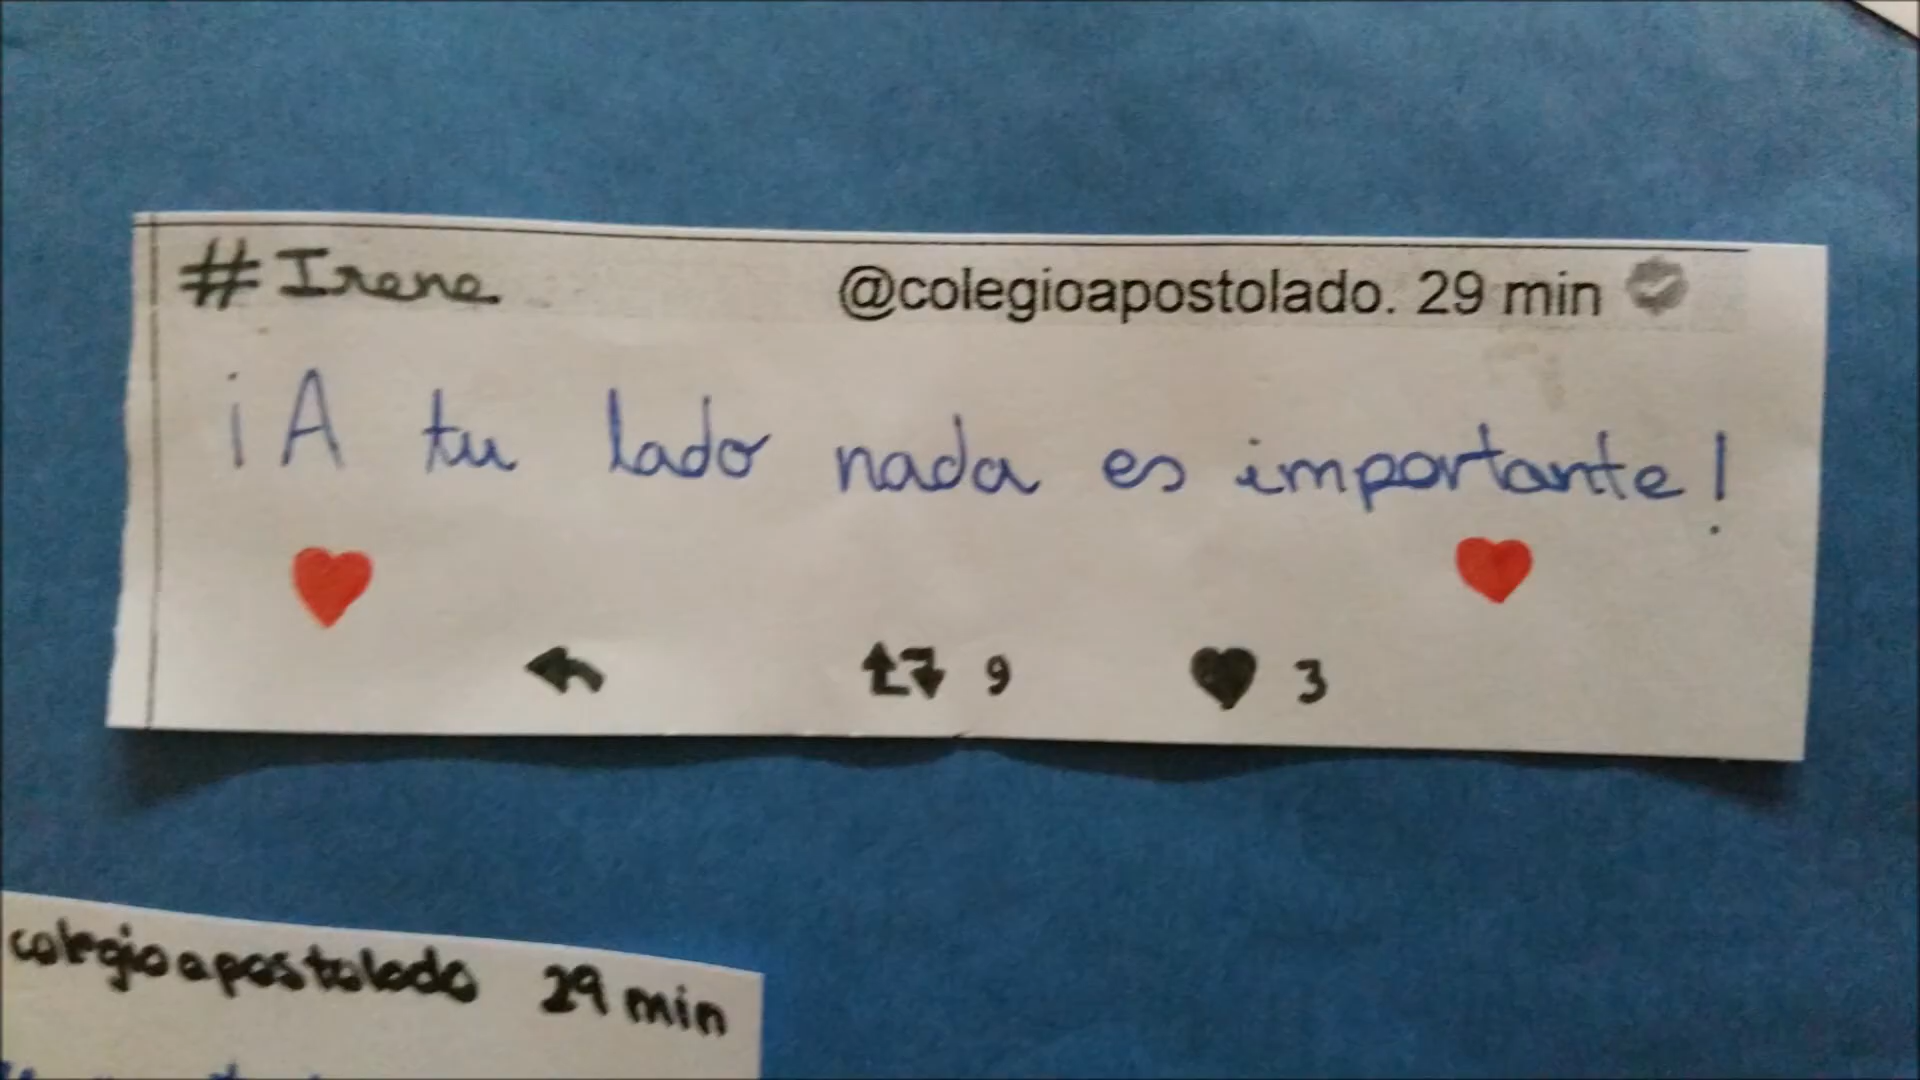 #Irene @colegioapostolado. 29 min
¡A tu lado nada es importante!
9 3
colegioapostolado 29 min